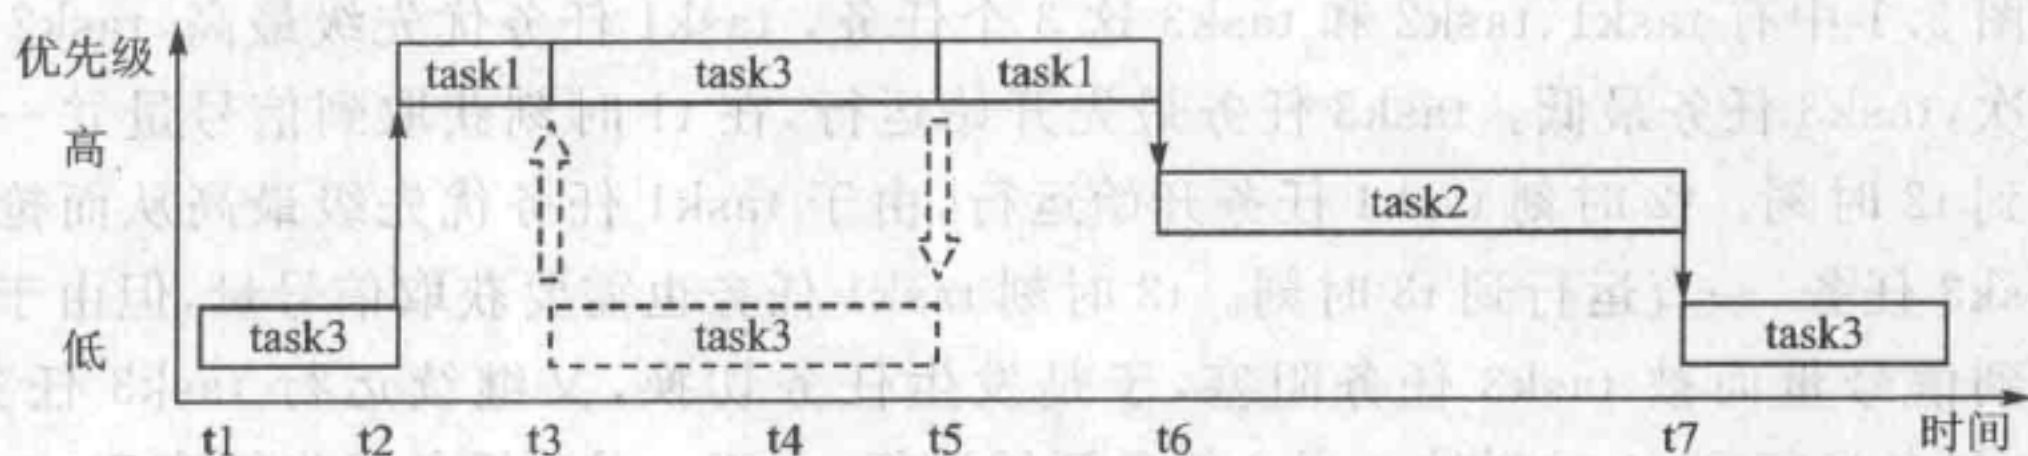 优先级
高
低
task1
task3
task1
task2
task3
task3
task3
t1
t2
t3
t4
t5
t6
t7
时间